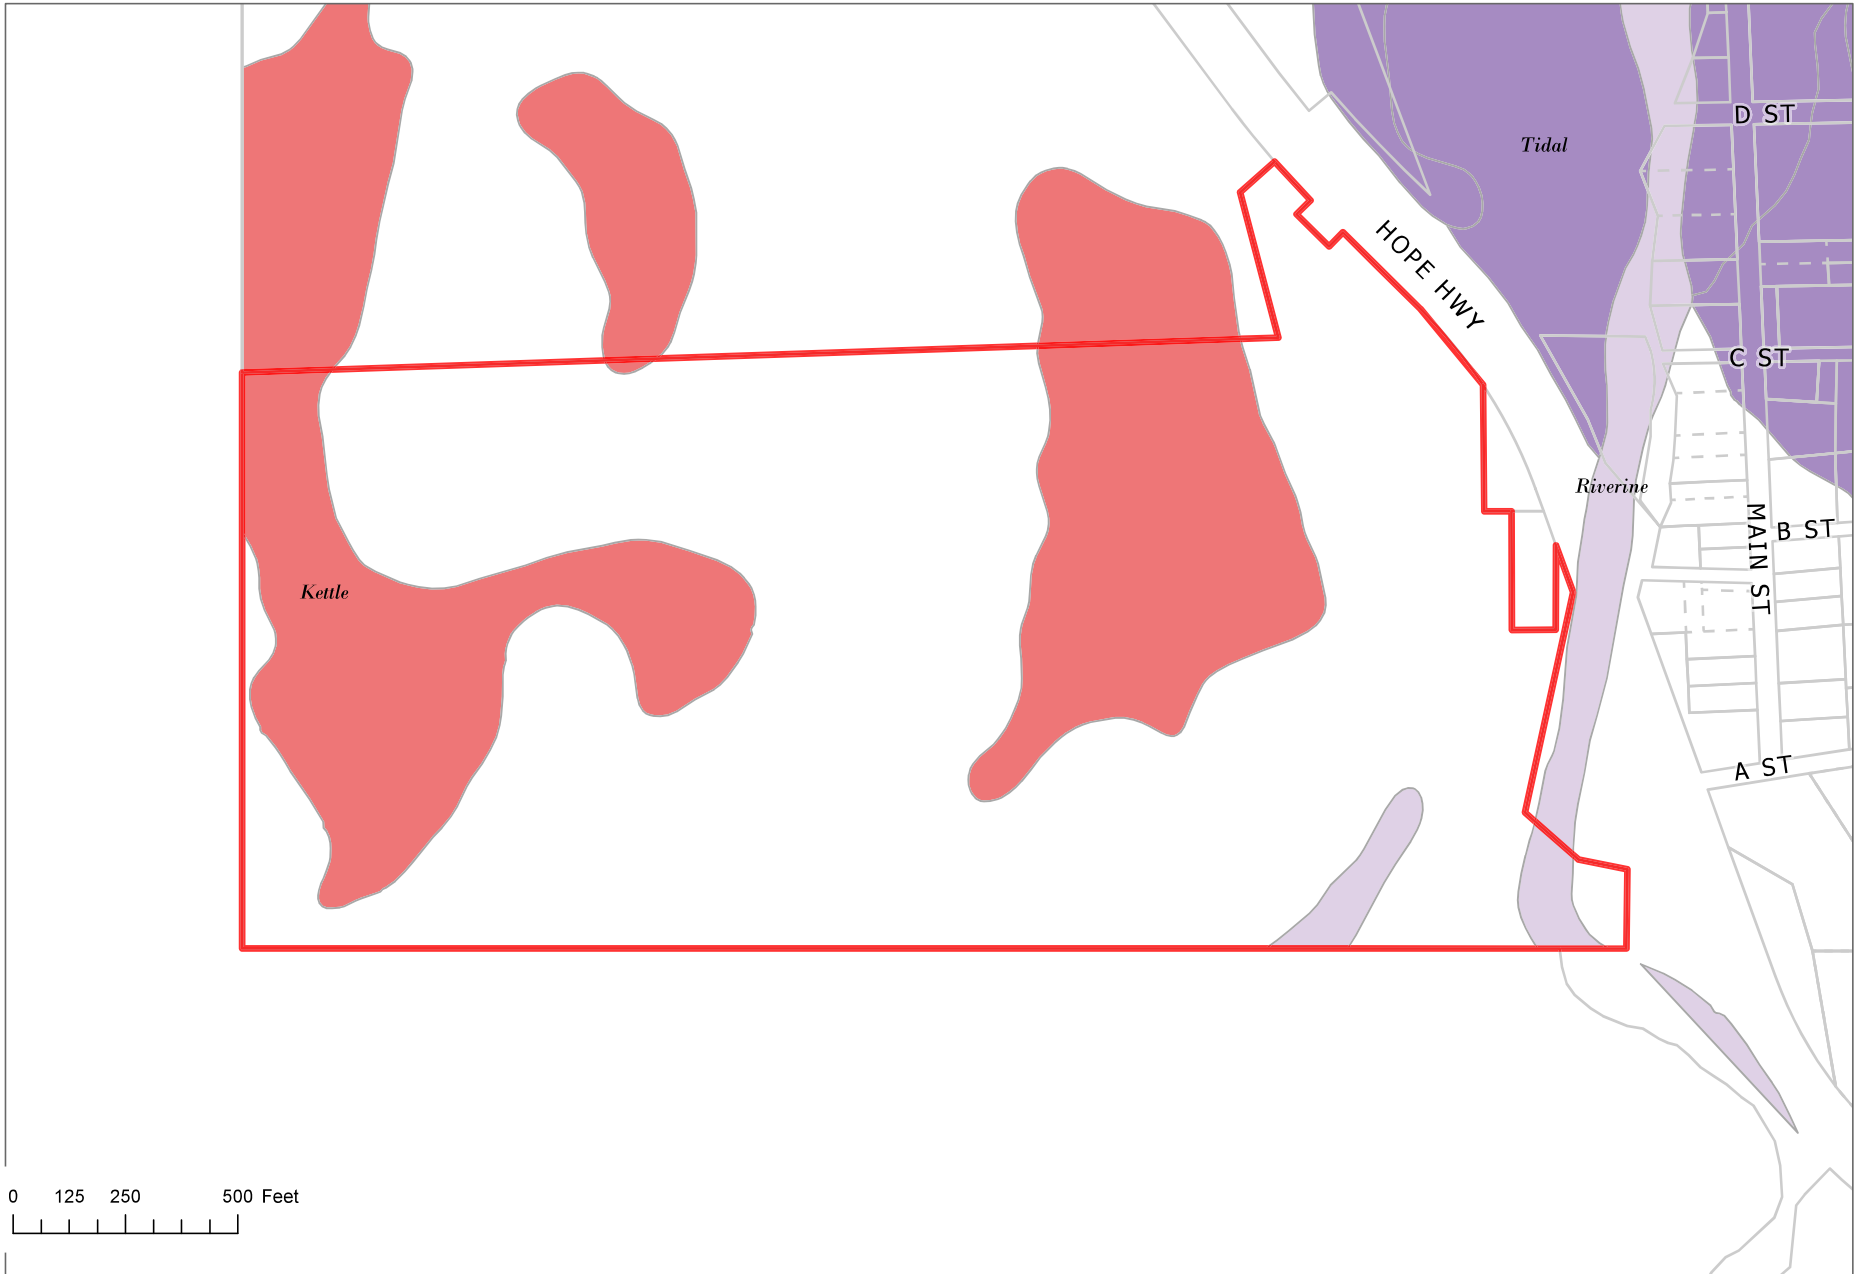 D ST
Tidal
HOPE HWY
C ST
Riverine
MAIN ST
B ST
Kettle
A ST
0 125 250 500 Feet